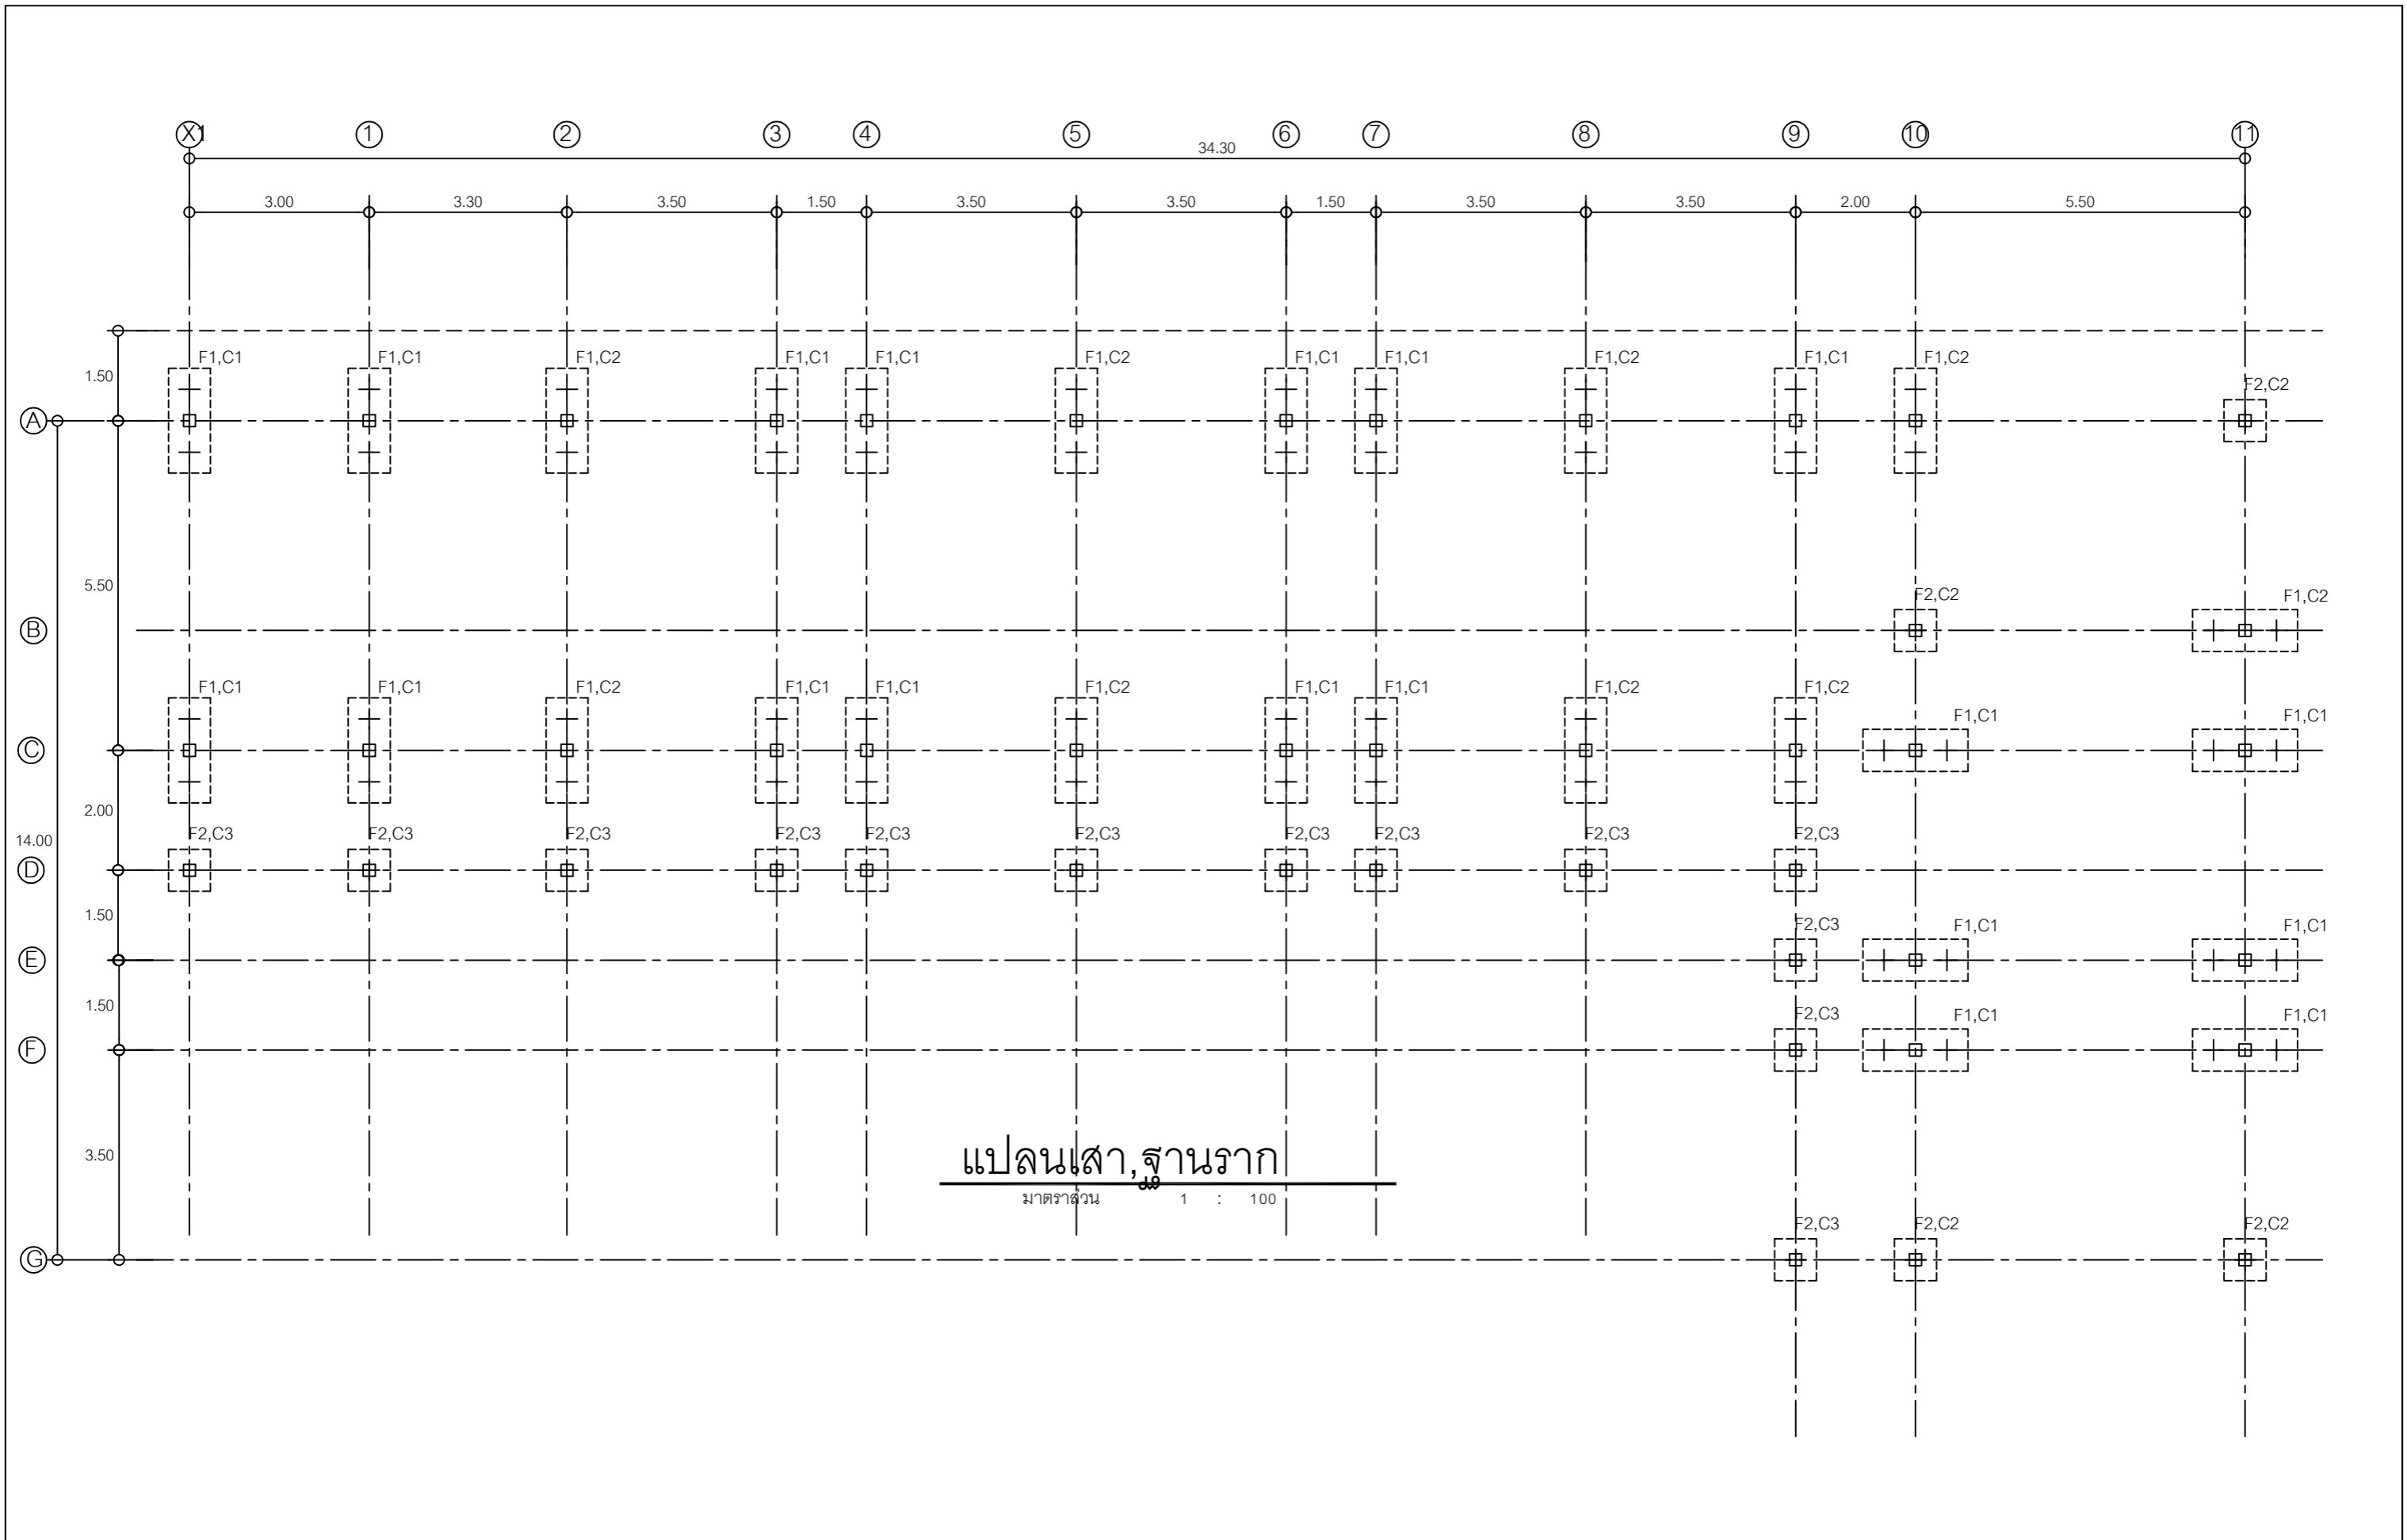 X1 1 2 3 4 5 6 7 8 9 10 11
34.30
3.00 3.30 3.50 1.50 3.50 3.50 1.50 3.50 3.50 2.00 5.50
F1,C1 F1,C1 F1,C2 F1,C1 F1,C1 F1,C2 F1,C1 F1,C1 F1,C2 F1,C1 F1,C2
1.50
F2,C2
A
5.50
F2,C2 F1,C2
B
F1,C1 F1,C1 F1,C2 F1,C1 F1,C1 F1,C2 F1,C1 F1,C1 F1,C2 F1,C2
F1,C1 F1,C1
C
2.00
F2,C3 F2,C3 F2,C3 F2,C3 F2,C3 F2,C3 F2,C3 F2,C3 F2,C3 F2,C3
14.00
D
1.50
F2,C3 F1,C1 F1,C1
E
1.50
F2,C3 F1,C1 F1,C1
F
3.50
แปลนเสา,ฐานราก
มาตราส่วน 1 : 100
F2,C3 F2,C2 F2,C2
G